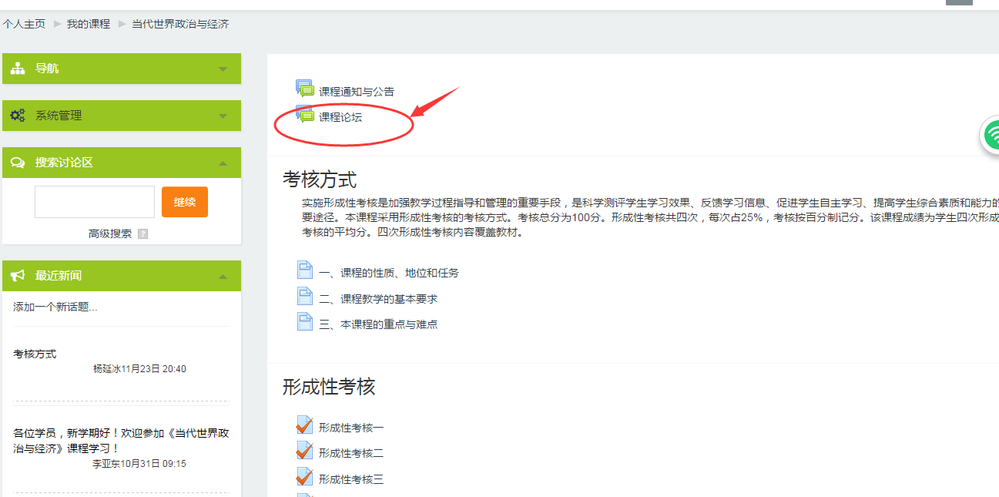 个人主页 ▶ 我的课程 ▶ 当代世界政治与经济
导航
系统管理
搜索讨论区
继续
高级搜索 ?
最近新闻
添加一个新话题...
考核方式
杨延冰11月23日 20:40
各位学员，新学期好！欢迎参加《当代世界政
治与经济》课程学习！
李亚东10月31日 09:15
课程通知与公告
课程论坛
考核方式
实施形成性考核是加强教学过程指导和管理的重要手段，是科学测评学生学习效果、反馈学习信息、促进学生自主学习、提高学生综合素质和能力的
要途径。本课程采用形成性考核的考核方式。考核总分为100分。形成性考核共四次，每次占25%，考核按百分制记分。该课程成绩为学生四次形成
考核的平均分。四次形成性考核内容覆盖教材。
一、课程的性质、地位和任务
二、课程教学的基本要求
三、本课程的重点与难点
形成性考核
形成性考核一
形成性考核二
形成性考核三